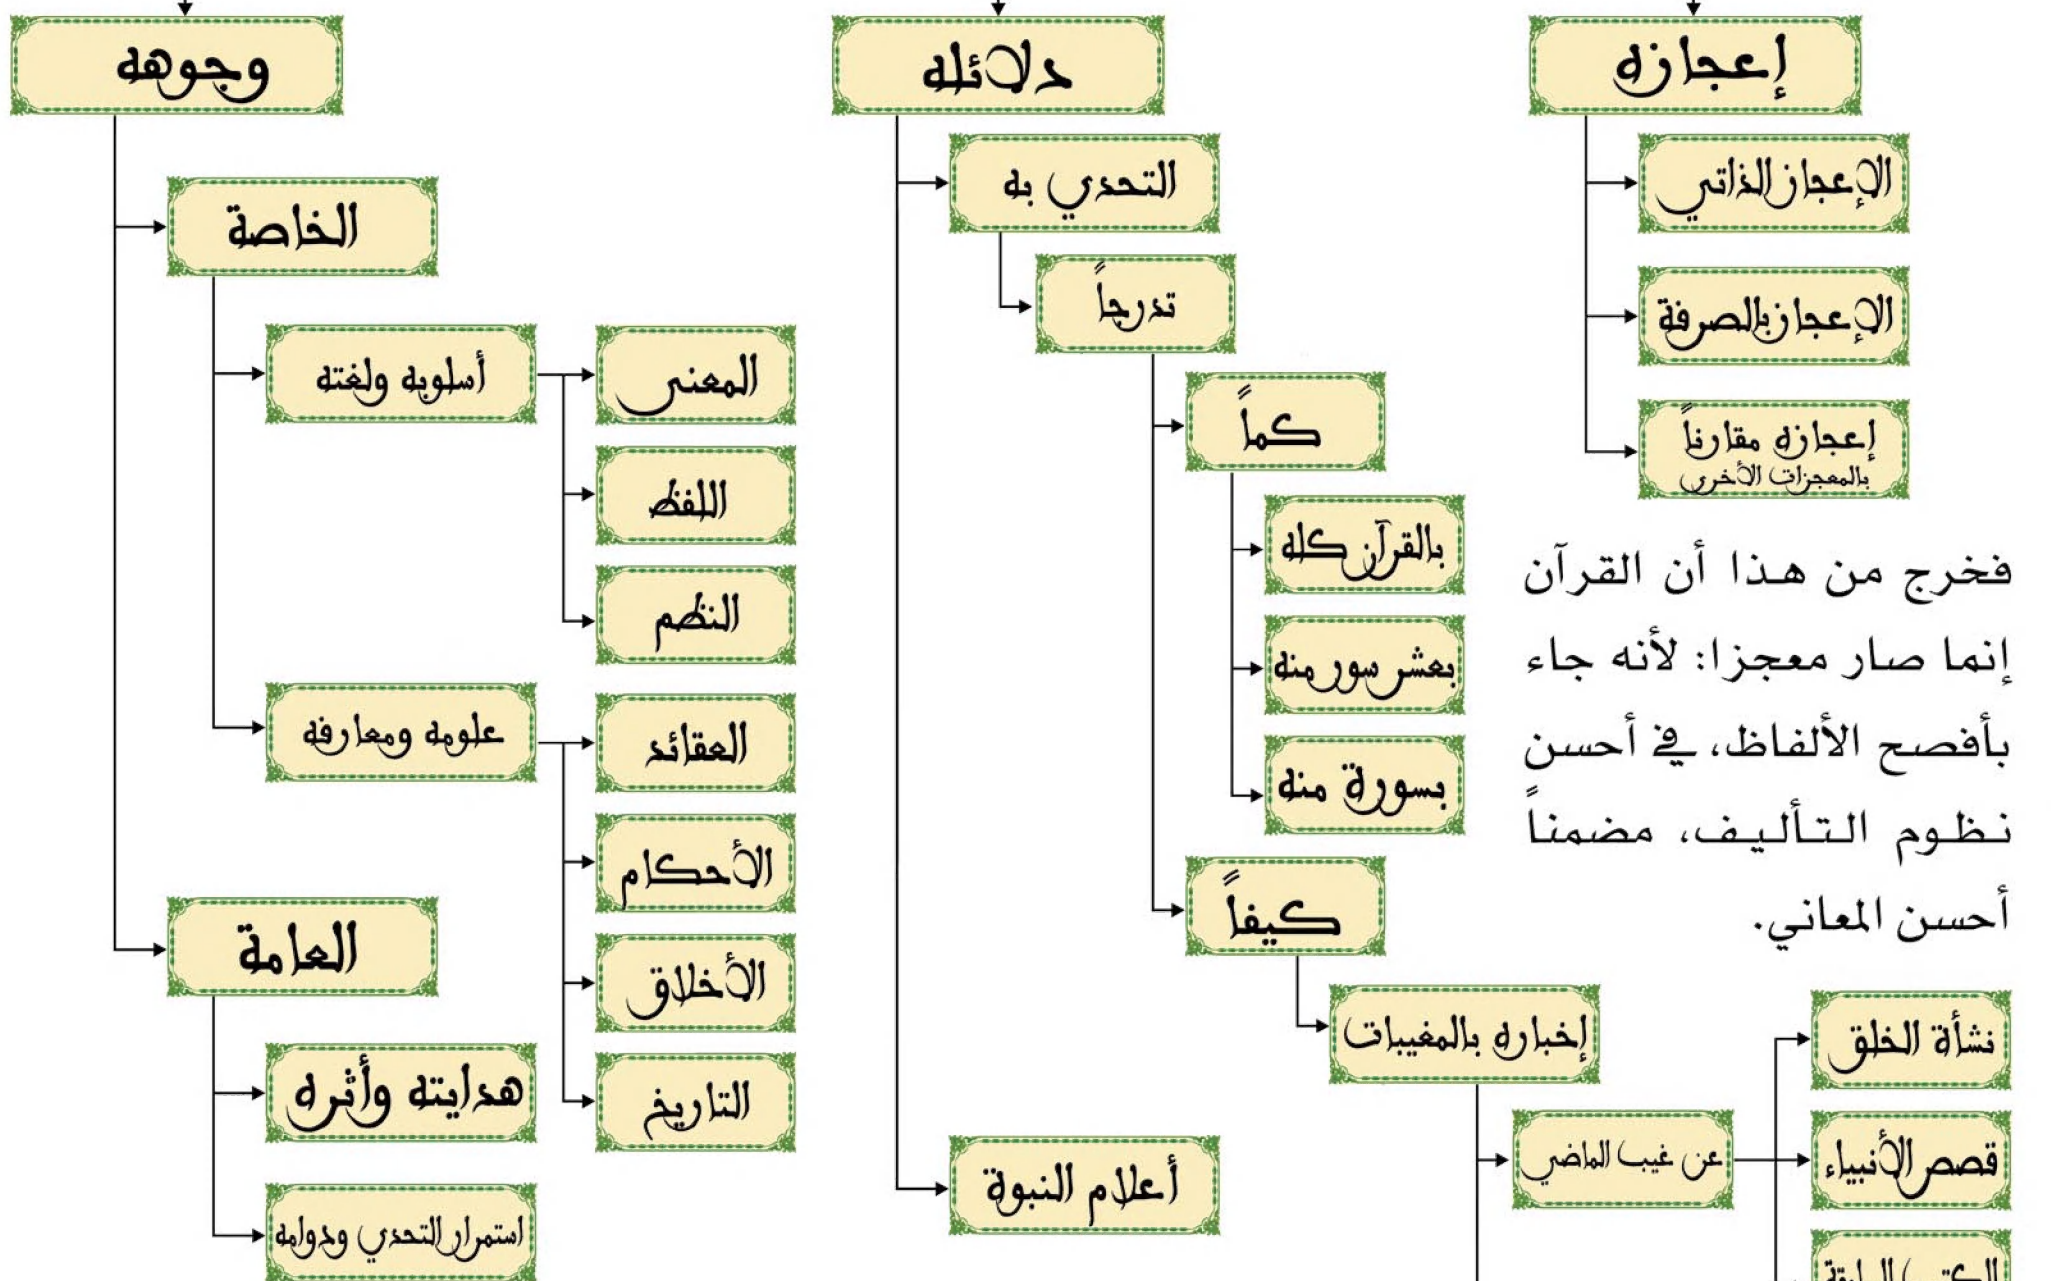 إعجازه
الإعجاز الذاتي
الإعجاز بالصرفة
إعجازه مقارناً
بالمعجزات الأخرى
فخرج من هذا أن القرآن
إنما صار معجزا: لأنه جاء
بأفصح الألفاظ، في أحسن
نظوم التأليف، مضمناً
أحسن المعاني.
دلائله
التحدي به
تدرجاً
كماً
بالقرآن كله
بعشر سور منه
بسورة منه
كيفاً
إخباره بالمغيبات
عن غيب الماضي
نشأة الخلق
قصص الأنبياء
أعلام النبوة
وجوهه
الخاصة
أسلوبه ولغته
المعنى
اللفظ
النظم
علومه ومعارفه
العقائد
الأحكام
الأخلاق
التاريخ
العامة
هدايته وأثره
استمرار التحدي ودوامه